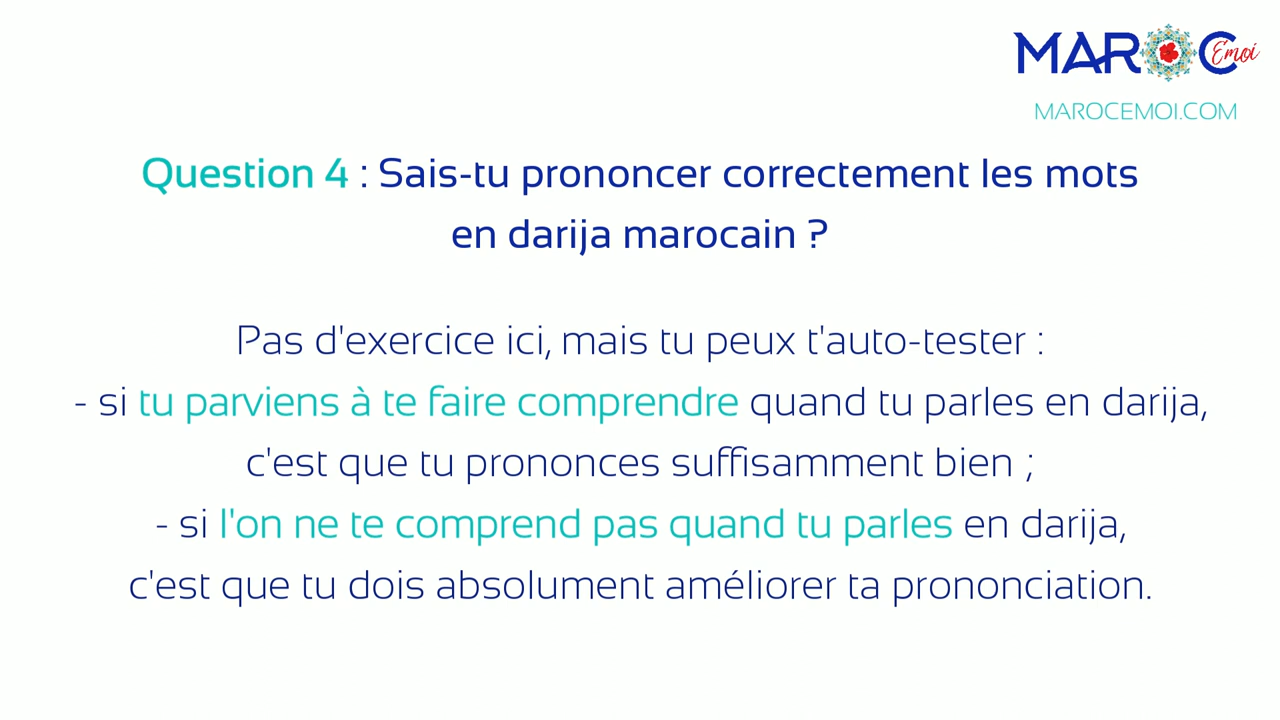 MAROC Émoi
MAROCEMOI.COM
Question 4 : Sais-tu prononcer correctement les mots
en darija marocain ?
Pas d'exercice ici, mais tu peux t'auto-tester :
- si tu parviens à te faire comprendre quand tu parles en darija,
c'est que tu prononces suffisamment bien ;
- si l'on ne te comprend pas quand tu parles en darija,
c'est que tu dois absolument améliorer ta prononciation.